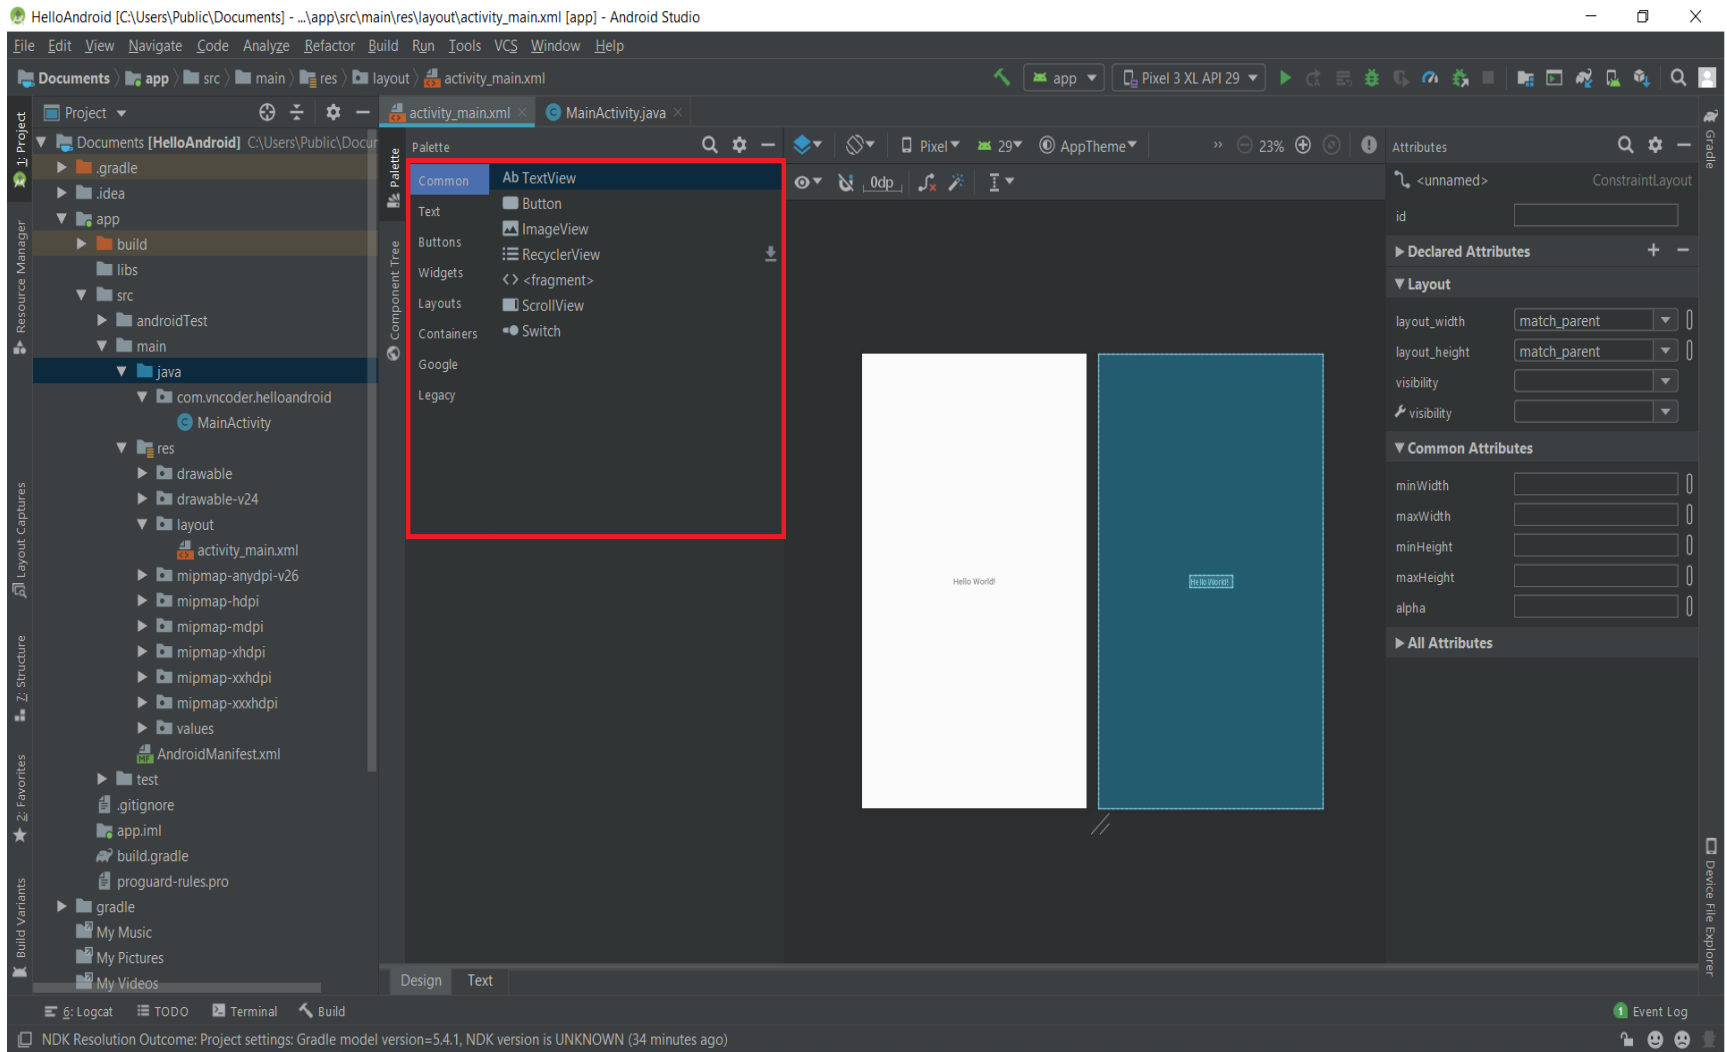 HelloAndroid [C:\Users\Public\Documents] - ...\app\src\main\res\layout\activity_main.xml [app] - Android Studio
File Edit View Navigate Code Analyze Refactor Build Run Tools VCS Window Help
Documents app src main res layout activity_main.xml app Pixel 3 XL API 29
Project activity_main.xml MainActivity.java
1: Project
Resource Manager
Layout Captures
7: Structure
2: Favorites
Build Variants
Documents [HelloAndroid] C:\Users\Public\Docur
.gradle
.idea
app
build
libs
src
androidTest
main
java
com.vncoder.helloandroid
MainActivity
res
drawable
drawable-v24
layout
activity_main.xml
mipmap-anydpi-v26
mipmap-hdpi
mipmap-mdpi
mipmap-xhdpi
mipmap-xxhdpi
mipmap-xxxhdpi
values
AndroidManifest.xml
test
.gitignore
app.iml
build.gradle
proguard-rules.pro
gradle
My Music
My Pictures
My Videos
Palette
Component Tree
Palette
Common
Text
Buttons
Widgets
Layouts
Containers
Google
Legacy
Ab TextView
Button
ImageView
RecyclerView
<> <fragment>
ScrollView
Switch
Pixel 29 AppTheme » 23%
0dp
Hello World!
Hello World!
Design Text
Attributes
<unnamed> ConstraintLayout
id
Declared Attributes
Layout
layout_width match_parent
layout_height match_parent
visibility
visibility
Common Attributes
minWidth
maxWidth
minHeight
maxHeight
alpha
All Attributes
Gradle
Device File Explorer
6: Logcat TODO Terminal Build 1 Event Log
NDK Resolution Outcome: Project settings: Gradle model version=5.4.1, NDK version is UNKNOWN (34 minutes ago)